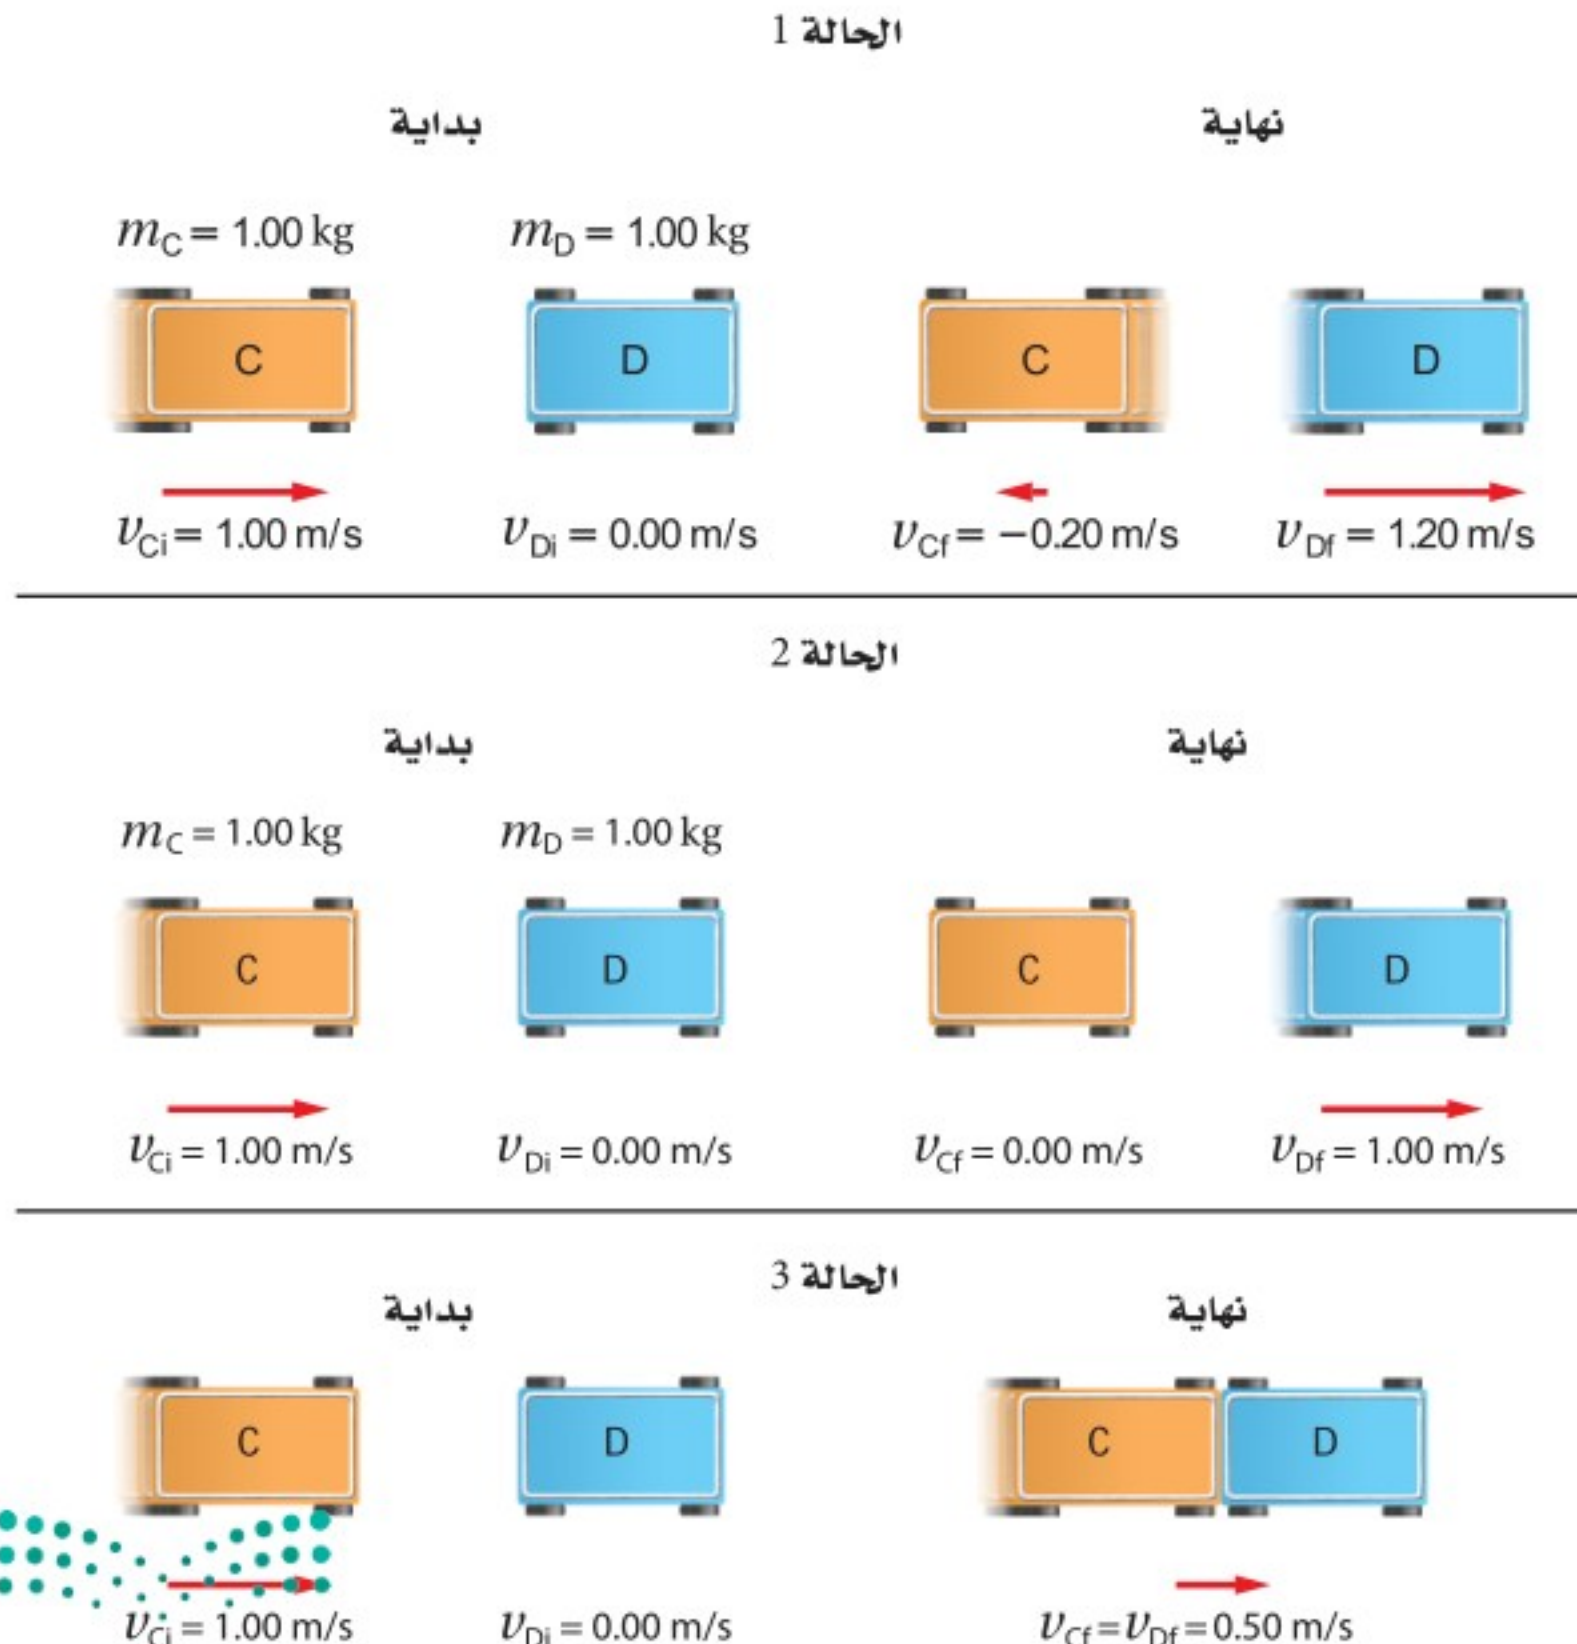 الحالة 1
بداية نهاية
m_C = 1.00 kg m_D = 1.00 kg
C D C D
v_Ci = 1.00 m/s v_Di = 0.00 m/s v_Cf = −0.20 m/s v_Df = 1.20 m/s
الحالة 2
بداية نهاية
m_C = 1.00 kg m_D = 1.00 kg
C D C D
v_Ci = 1.00 m/s v_Di = 0.00 m/s v_Cf = 0.00 m/s v_Df = 1.00 m/s
الحالة 3
بداية نهاية
C D C D
v_Ci = 1.00 m/s v_Di = 0.00 m/s v_Cf = v_Df = 0.50 m/s